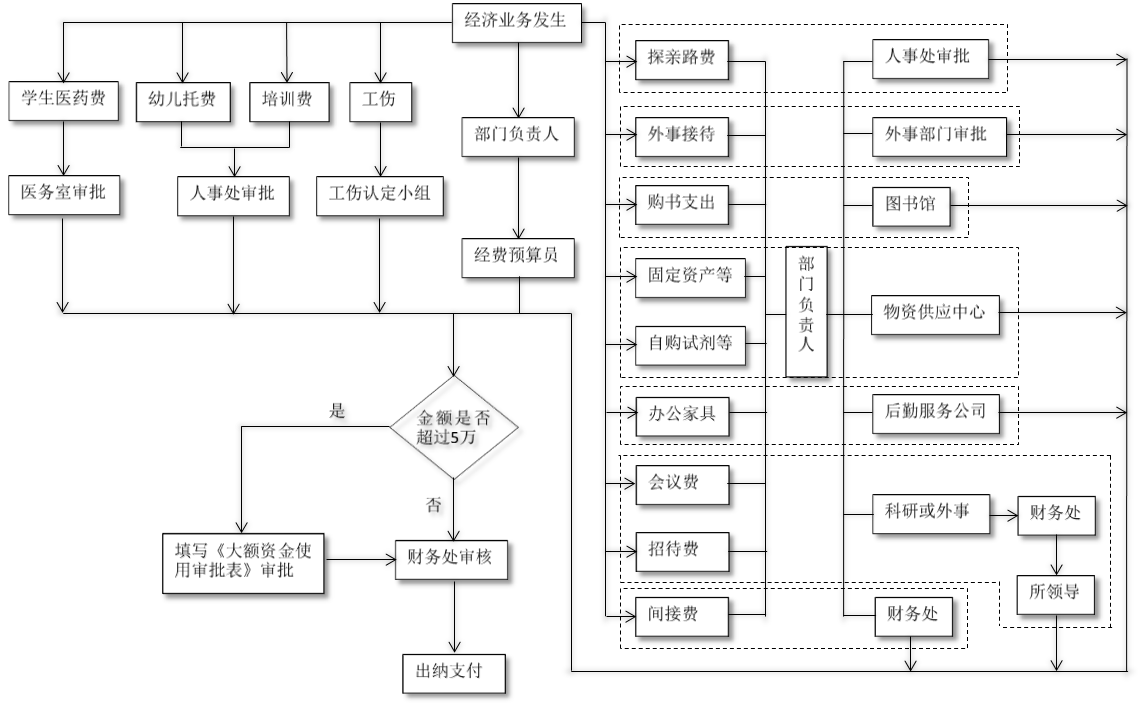 经济业务发生
学生医药费
幼儿托费
培训费
工伤
部门负责人
医务室审批
人事处审批
工伤认定小组
经费预算员
金额是否
超过5万
是
否
填写《大额资金使
用审批表》审批
财务处审核
出纳支付
探亲路费
人事处审批
外事接待
外事部门审批
购书支出
图书馆
固定资产等
自购试剂等
部
门
负
责
人
物资供应中心
办公家具
后勤服务公司
会议费
招待费
科研或外事
财务处
所领导
间接费
财务处